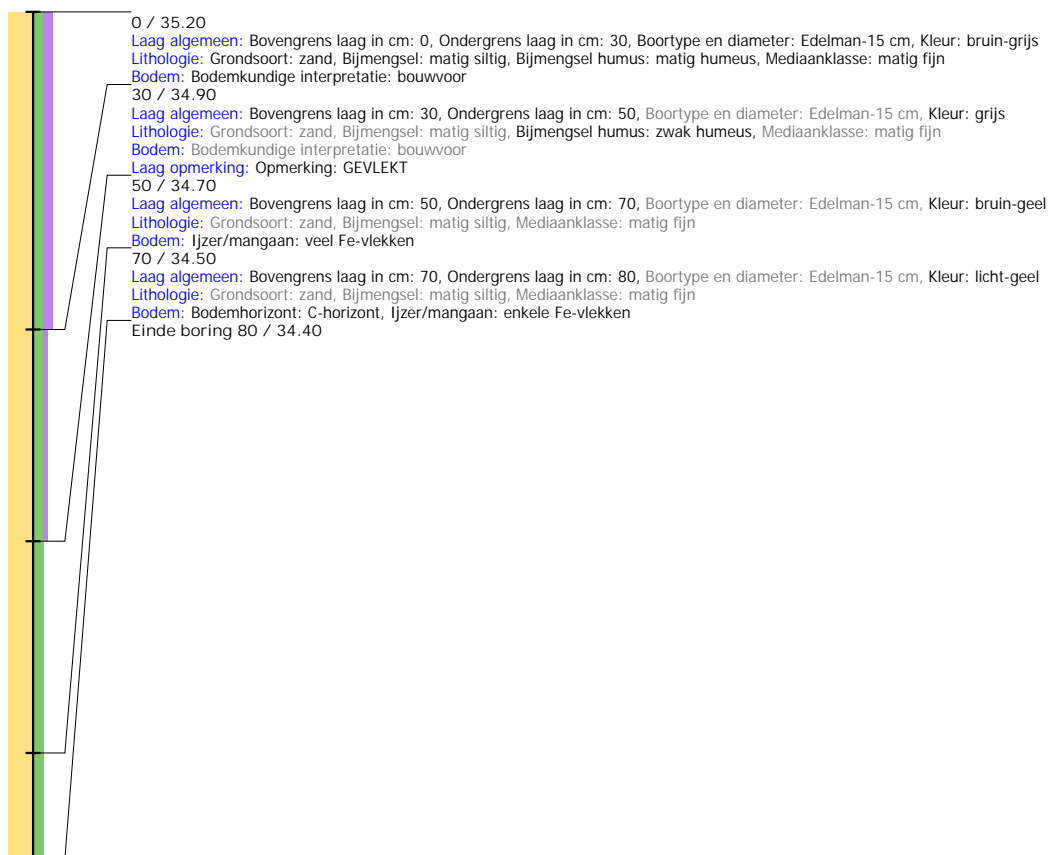 0 / 35.20
Laag algemeen: Bovengrens laag in cm: 0, Ondergrens laag in cm: 30, Boortype en diameter: Edelman-15 cm, Kleur: bruin-grijs
Lithologie: Grondsoort: zand, Bijmengsel: matig siltig, Bijmengsel humus: matig humeus, Mediaanklasse: matig fijn
Bodem: Bodemkundige interpretatie: bouwvoor
30 / 34.90
Laag algemeen: Bovengrens laag in cm: 30, Ondergrens laag in cm: 50, Boortype en diameter: Edelman-15 cm, Kleur: grijs
Lithologie: Grondsoort: zand, Bijmengsel: matig siltig, Bijmengsel humus: zwak humeus, Mediaanklasse: matig fijn
Bodem: Bodemkundige interpretatie: bouwvoor
Laag opmerking: Opmerking: GEVLEKT
50 / 34.70
Laag algemeen: Bovengrens laag in cm: 50, Ondergrens laag in cm: 70, Boortype en diameter: Edelman-15 cm, Kleur: bruin-geel
Lithologie: Grondsoort: zand, Bijmengsel: matig siltig, Mediaanklasse: matig fijn
Bodem: Ijzer/mangaan: veel Fe-vlekken
70 / 34.50
Laag algemeen: Bovengrens laag in cm: 70, Ondergrens laag in cm: 80, Boortype en diameter: Edelman-15 cm, Kleur: licht-geel
Lithologie: Grondsoort: zand, Bijmengsel: matig siltig, Mediaanklasse: matig fijn
Bodem: Bodemhorizont: C-horizont, Ijzer/mangaan: enkele Fe-vlekken
Einde boring 80 / 34.40